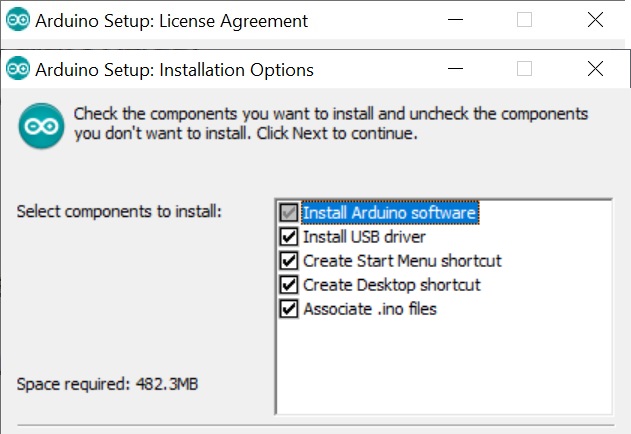 Arduino Setup: License Agreement
Arduino Setup: Installation Options
Check the components you want to install and uncheck the components
you don't want to install. Click Next to continue.
Select components to install:
Install Arduino software
Install USB driver
Create Start Menu shortcut
Create Desktop shortcut
Associate .ino files
Space required: 482.3MB